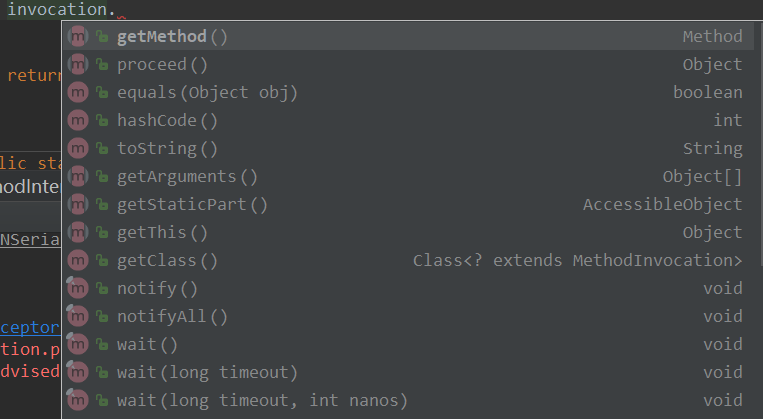 invocation.
m getMethod() Method
return
m proceed() Object
m equals(Object obj) boolean
m hashCode() int
m toString() String
lic sta
m getArguments() Object[]
nodInte
m getStaticPart() AccessibleObject
m getThis() Object
NSeria
m getClass() Class<? extends MethodInvocation>
m notify() void
m notifyAll() void
ceptor
m wait() void
tion.p
m wait(long timeout) void
dvised
m wait(long timeout, int nanos) void